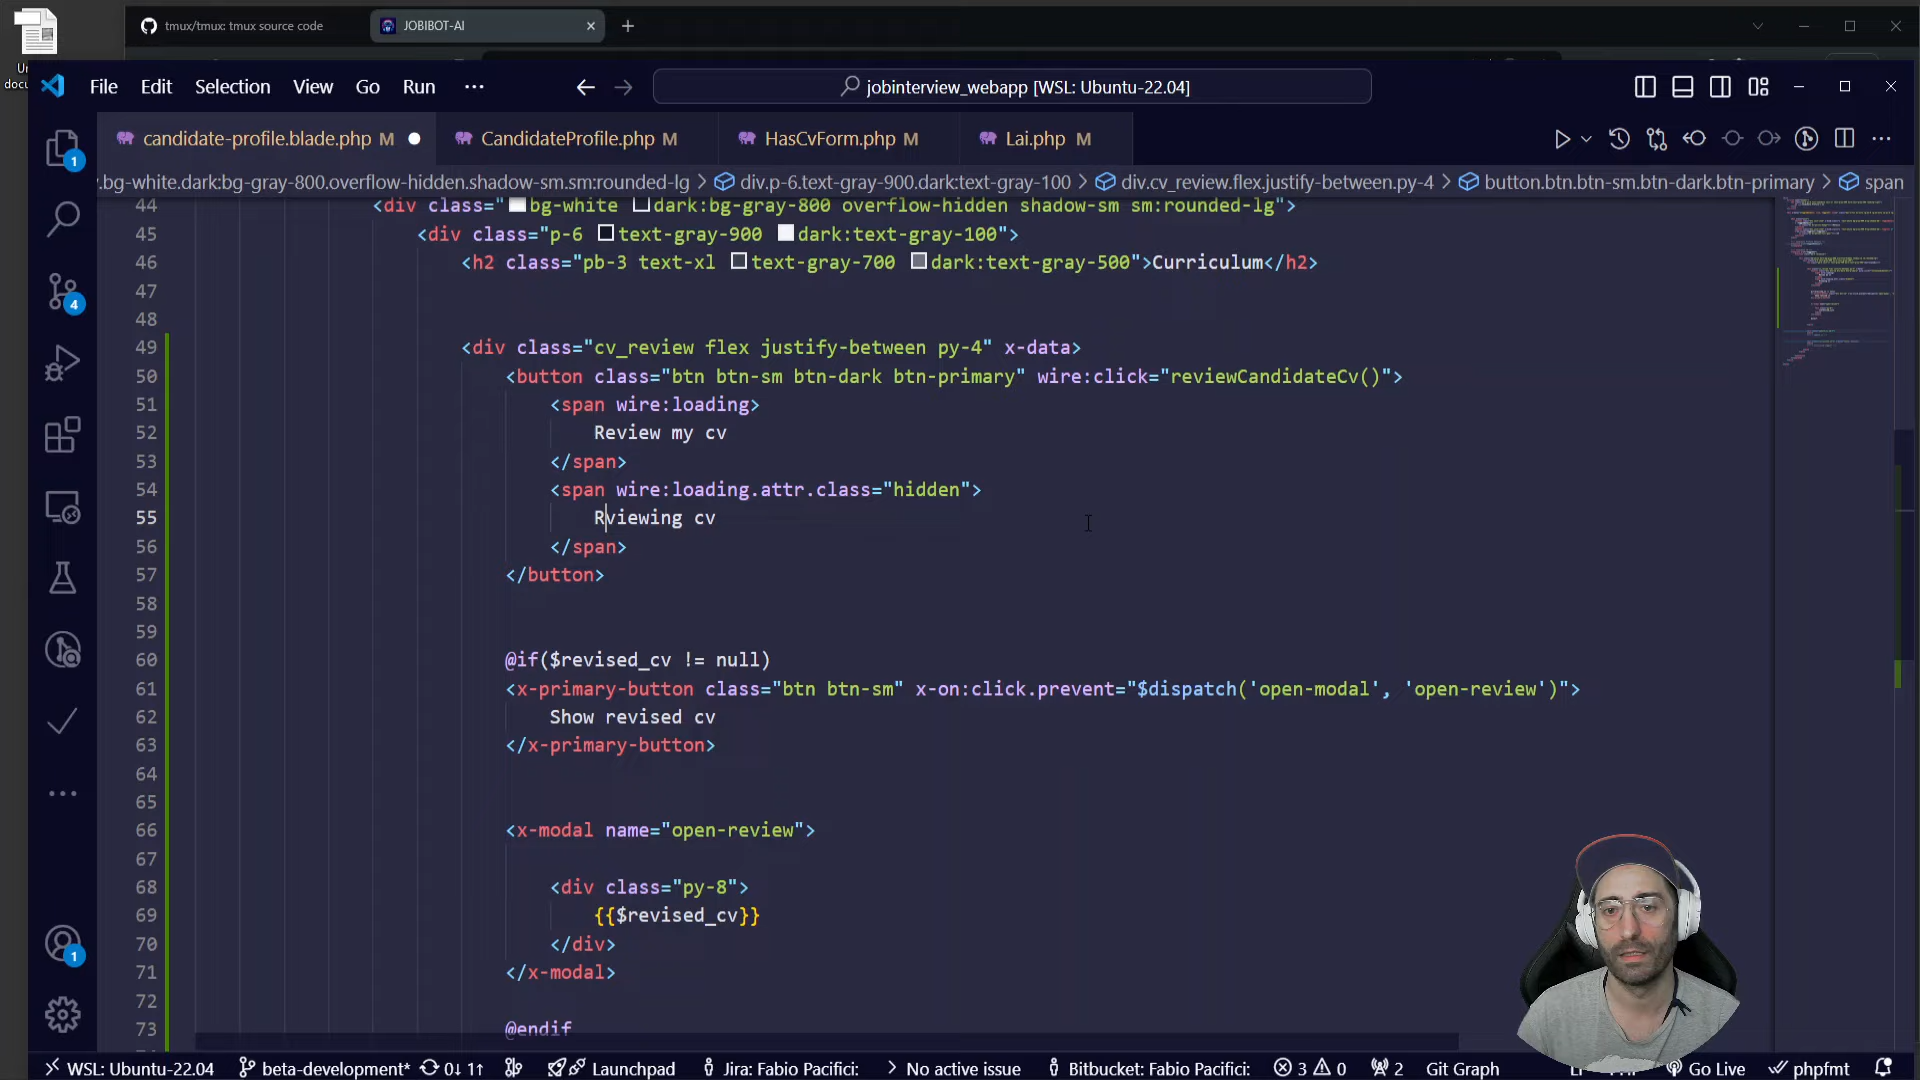 tmux/tmux: tmux source code
JOBIBOT-AI
File Edit Selection View Go Run
jobinterview_webapp [WSL: Ubuntu-22.04]
candidate-profile.blade.php M
CandidateProfile.php M
HasCvForm.php M
Lai.php M
.bg-white.dark:bg-gray-800.overflow-hidden.shadow-sm.sm:rounded-lg > div.p-6.text-gray-900.dark:text-gray-100 > div.cv_review.flex.justify-between.py-4 > button.btn.btn-sm.btn-dark.btn-primary > span
44 <div class="bg-white dark:bg-gray-800 overflow-hidden shadow-sm sm:rounded-lg">
45 <div class="p-6 text-gray-900 dark:text-gray-100">
46 <h2 class="pb-3 text-xl text-gray-700 dark:text-gray-500">Curriculum</h2>
47
48
49 <div class="cv_review flex justify-between py-4" x-data>
50 <button class="btn btn-sm btn-dark btn-primary" wire:click="reviewCandidateCv()">
51 <span wire:loading>
52 Review my cv
53 </span>
54 <span wire:loading.attr.class="hidden">
55 Rviewing cv
56 </span>
57 </button>
58
59
60 @if($revised_cv != null)
61 <x-primary-button class="btn btn-sm" x-on:click.prevent="$dispatch('open-modal', 'open-review')">
62 Show revised cv
63 </x-primary-button>
64
65
66 <x-modal name="open-review">
67
68 <div class="py-8">
69 {{$revised_cv}}
70 </div>
71 </x-modal>
72
73 @endif
1
4
1
WSL: Ubuntu-22.04 beta-development* 0↓ 1↑ Launchpad Jira: Fabio Pacifici: No active issue Bitbucket: Fabio Pacifici: 3 0 2 Git Graph Go Live phpfmt